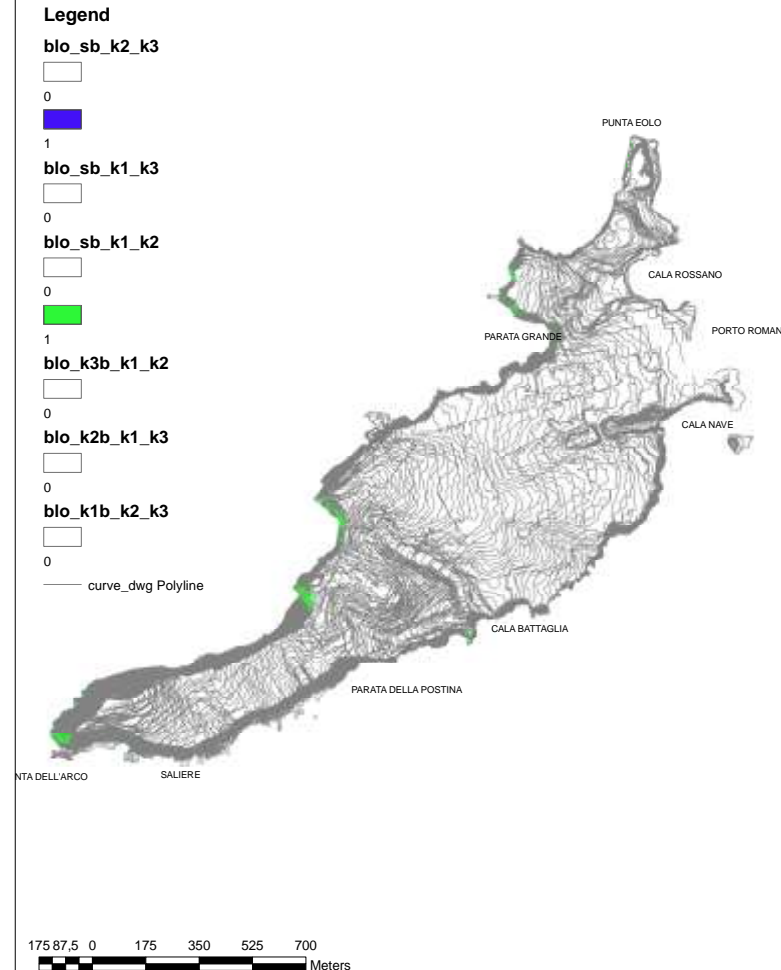 Legend
blo_sb_k2_k3
0
1
blo_sb_k1_k3
0
blo_sb_k1_k2
0
1
blo_k3b_k1_k2
0
blo_k2b_k1_k3
0
blo_k1b_k2_k3
0
curve_dwg Polyline
PUNTA EOLO
CALA ROSSANO
PARATA GRANDE
PORTO ROMAN
CALA NAVE
CALA BATTAGLIA
PARATA DELLA POSTINA
NTA DELL'ARCO
SALIERE
175 87,5 0 175 350 525 700
Meters